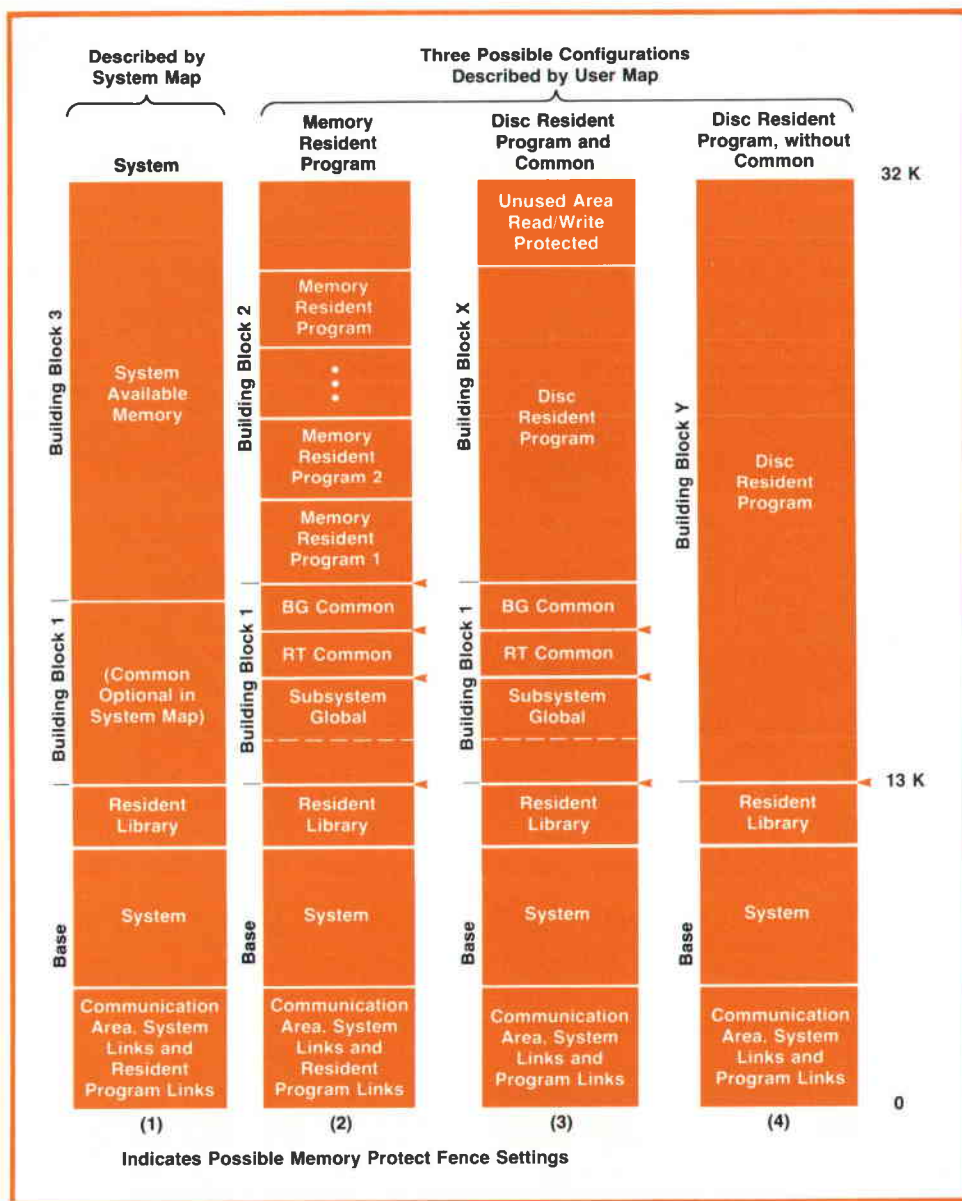 Described by
System Map
Three Possible Configurations
Described by User Map
System
Memory
Resident
Program
Disc Resident
Program and
Common
Disc Resident
Program, without
Common
32 K
Building Block 3
System
Available
Memory
Building Block 1
(Common
Optional in
System Map)
Base
Resident
Library
System
Communication
Area, System
Links and
Resident
Program Links
(1)
Building Block 2
Memory
Resident
Program
Memory
Resident
Program 2
Memory
Resident
Program 1
Building Block 1
BG Common
RT Common
Subsystem
Global
Base
Resident
Library
System
Communication
Area, System
Links and
Resident
Program Links
(2)
Unused Area
Read/Write
Protected
Building Block X
Disc
Resident
Program
Building Block 1
BG Common
RT Common
Subsystem
Global
Base
Resident
Library
System
Communication
Area, System
Links and
Program Links
(3)
Building Block Y
Disc
Resident
Program
13 K
Base
Resident
Library
System
Communication
Area, System
Links and
Program Links
(4)
0
Indicates Possible Memory Protect Fence Settings